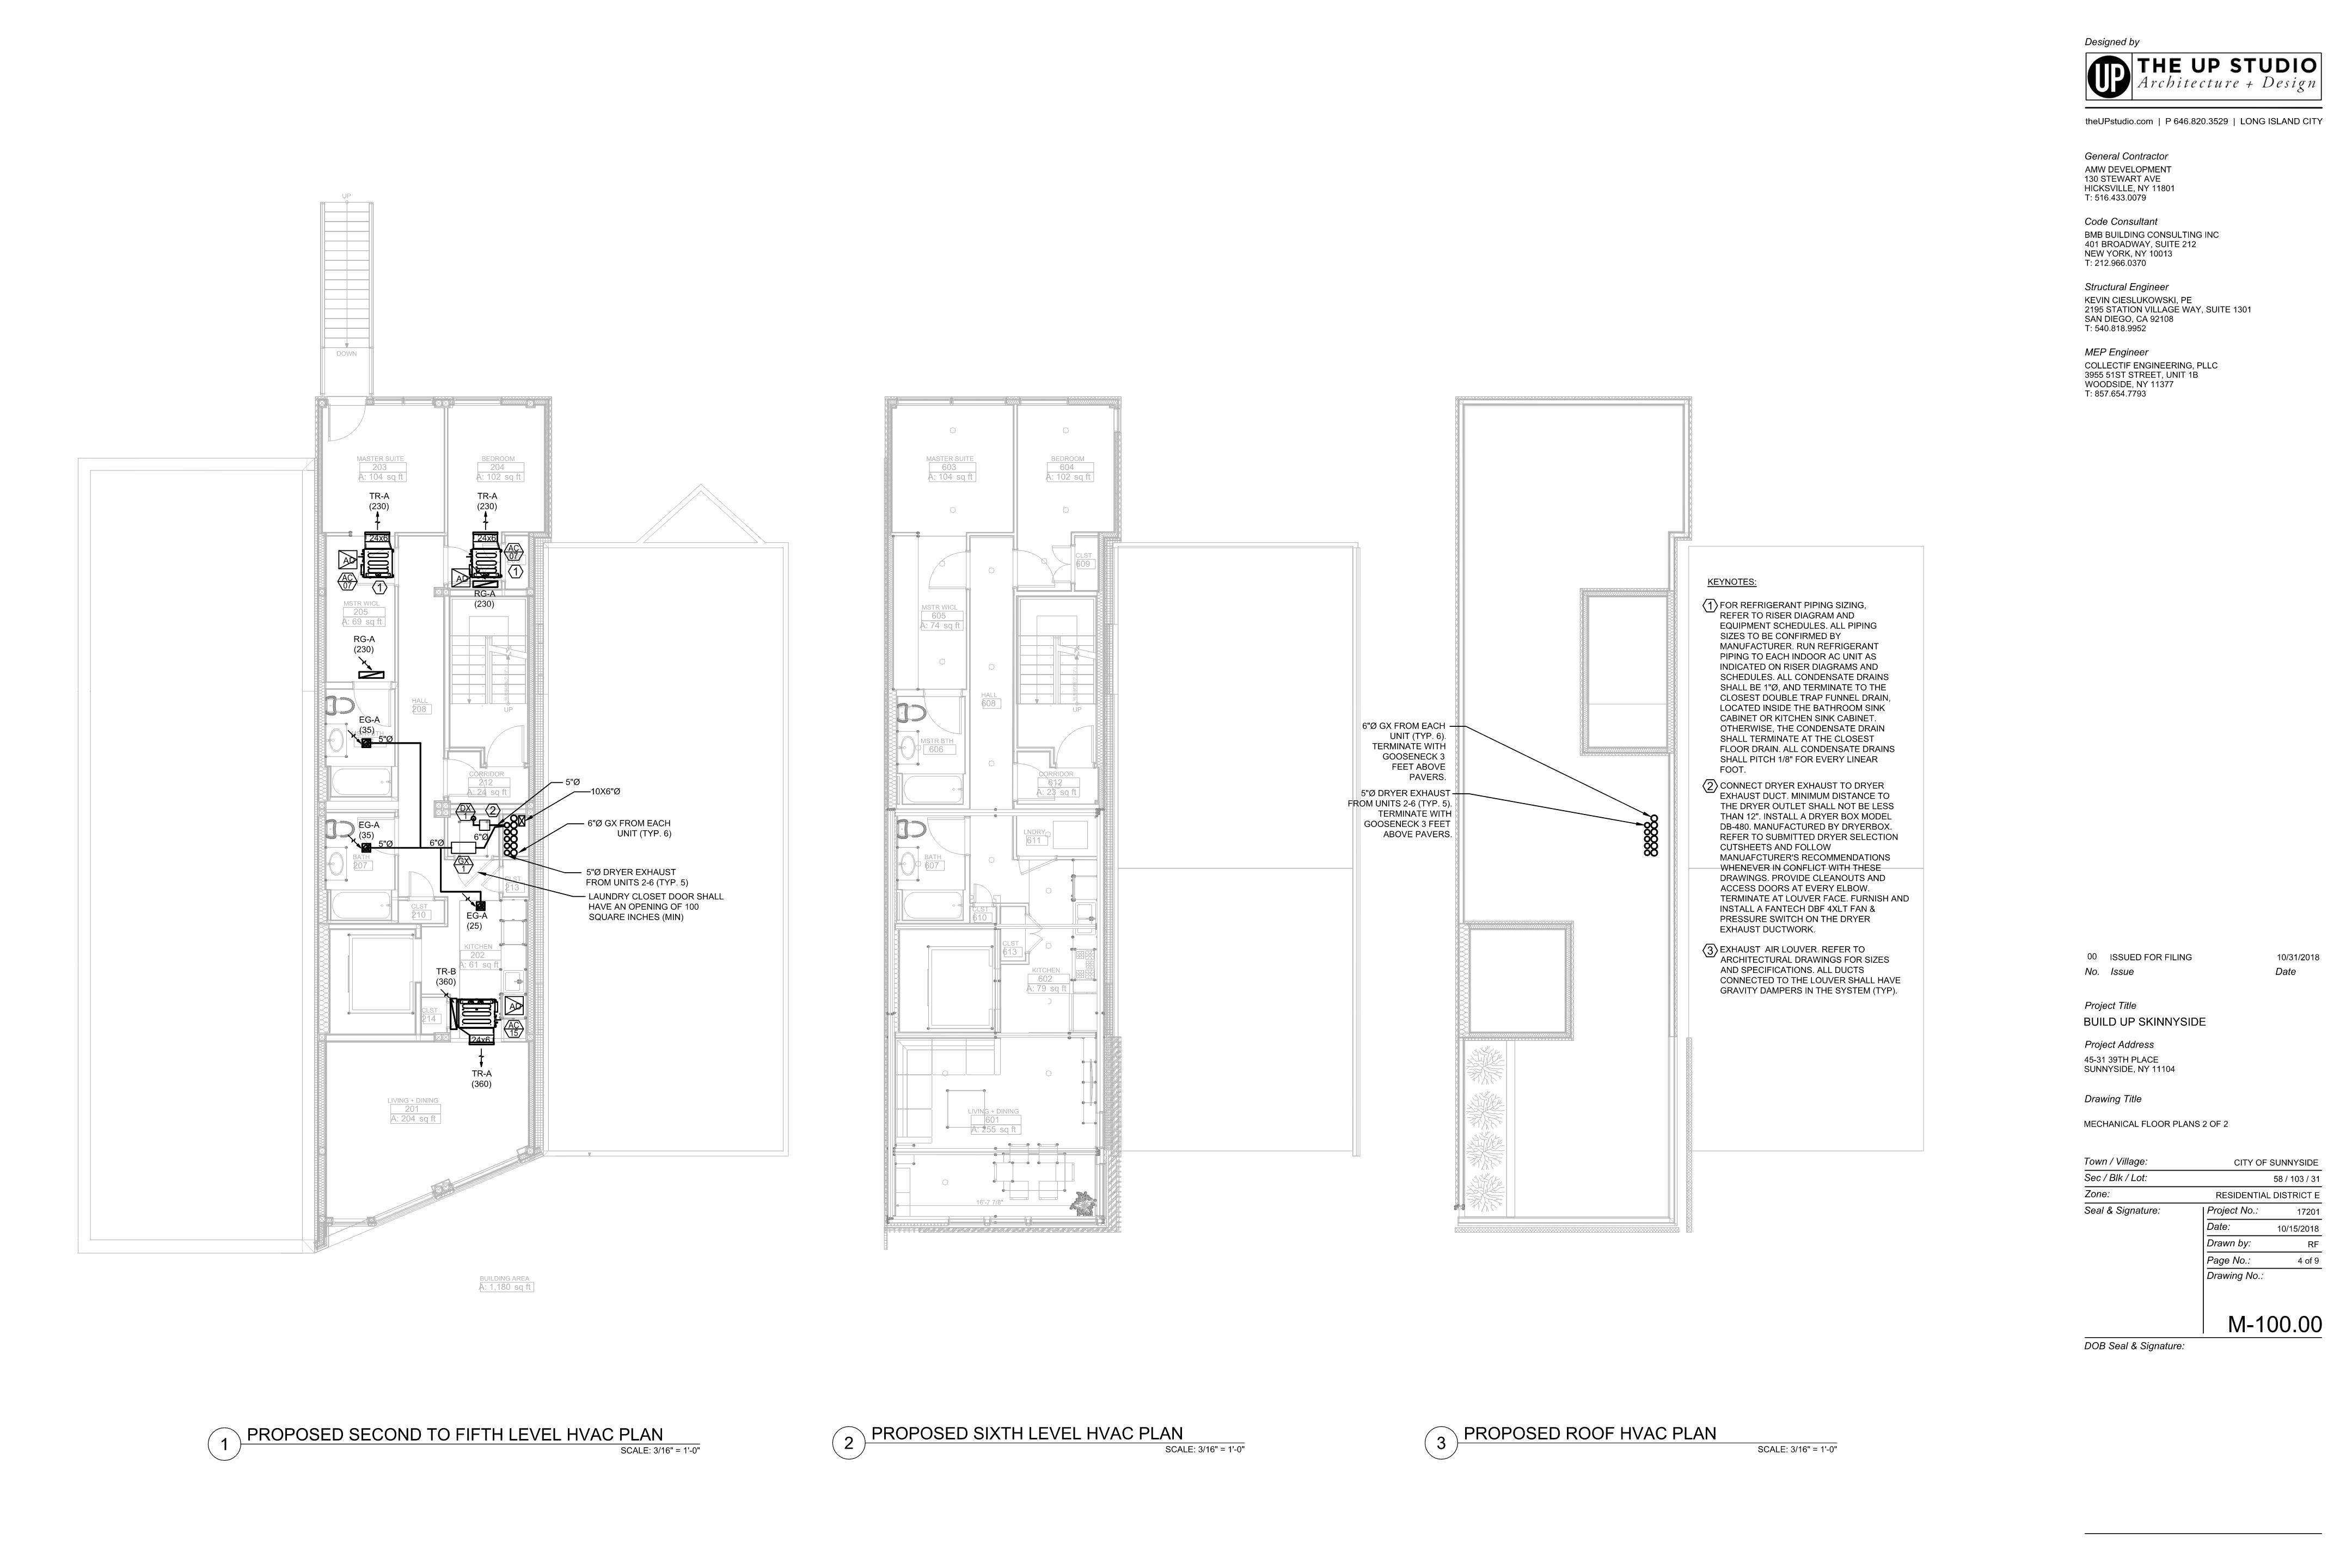 Designed by
UP
THE UP STUDIO
Architecture + Design
theUPstudio.com | P 646.820.3529 | LONG ISLAND CITY
General Contractor
AMW DEVELOPMENT
130 STEWART AVE
HICKSVILLE, NY 11801
T: 516.433.0079
Code Consultant
BMB BUILDING CONSULTING INC
401 BROADWAY, SUITE 212
NEW YORK, NY 10013
T: 212.966.0370
Structural Engineer
KEVIN CIESLUKOWSKI, PE
2195 STATION VILLAGE WAY, SUITE 1301
SAN DIEGO, CA 92108
T: 540.818.9952
MEP Engineer
COLLECTIF ENGINEERING, PLLC
3955 51ST STREET, UNIT 1B
WOODSIDE, NY 11377
T: 857.654.7793
00 ISSUED FOR FILING 10/31/2018
No. Issue Date
Project Title
BUILD UP SKINNYSIDE
Project Address
45-31 39TH PLACE
SUNNYSIDE, NY 11104
Drawing Title
MECHANICAL FLOOR PLANS 2 OF 2
Town / Village: CITY OF SUNNYSIDE
Sec / Blk / Lot: 58 / 103 / 31
Zone: RESIDENTIAL DISTRICT E
Seal & Signature:
Project No.: 17201
Date: 10/15/2018
Drawn by: RF
Page No.: 4 of 9
Drawing No.:
M-100.00
DOB Seal & Signature:
UP
DOWN
MASTER SUITE
203
A: 104 sq ft
BEDROOM
204
A: 102 sq ft
TR-A
(230)
TR-A
(230)
24x6
24x6
AD
AC
07
1
AD
AC
07
1
RG-A
(230)
MSTR WICL
205
A: 69 sq ft
RG-A
(230)
HALL
208
UP
EG-A
(35)
5"Ø
CORRIDOR
212
A: 24 sq ft
5"Ø
10X6"Ø
DX
1
2
6"Ø GX FROM EACH
UNIT (TYP. 6)
EG-A
(35)
5"Ø
6"Ø
6"Ø
GX
1
BATH
207
5"Ø DRYER EXHAUST
FROM UNITS 2-6 (TYP. 5)
CLST
213
LAUNDRY CLOSET DOOR SHALL
HAVE AN OPENING OF 100
SQUARE INCHES (MIN)
CLST
210
EG-A
(25)
KITCHEN
202
A: 61 sq ft
TR-B
(360)
AD
CLST
214
AC
15
24x6
TR-A
(360)
LIVING + DINING
201
A: 204 sq ft
BUILDING AREA
A: 1,180 sq ft
1
PROPOSED SECOND TO FIFTH LEVEL HVAC PLAN
SCALE: 3/16" = 1'-0"
MASTER SUITE
603
A: 104 sq ft
BEDROOM
604
A: 102 sq ft
CLST
609
MSTR WICL
605
A: 74 sq ft
HALL
608
UP
MSTR BTH
606
CORRIDOR
612
A: 23 sq ft
LNDRY
611
BATH
607
CLST
610
CLST
613
KITCHEN
602
A: 79 sq ft
LIVING + DINING
601
A: 255 sq ft
16'-7 7/8"
2
PROPOSED SIXTH LEVEL HVAC PLAN
SCALE: 3/16" = 1'-0"
6"Ø GX FROM EACH
UNIT (TYP. 6).
TERMINATE WITH
GOOSENECK 3
FEET ABOVE
PAVERS.
5"Ø DRYER EXHAUST
FROM UNITS 2-6 (TYP. 5).
TERMINATE WITH
GOOSENECK 3 FEET
ABOVE PAVERS.
3
PROPOSED ROOF HVAC PLAN
SCALE: 3/16" = 1'-0"
KEYNOTES:
1 FOR REFRIGERANT PIPING SIZING,
REFER TO RISER DIAGRAM AND
EQUIPMENT SCHEDULES. ALL PIPING
SIZES TO BE CONFIRMED BY
MANUFACTURER. RUN REFRIGERANT
PIPING TO EACH INDOOR AC UNIT AS
INDICATED ON RISER DIAGRAMS AND
SCHEDULES. ALL CONDENSATE DRAINS
SHALL BE 1"Ø, AND TERMINATE TO THE
CLOSEST DOUBLE TRAP FUNNEL DRAIN,
LOCATED INSIDE THE BATHROOM SINK
CABINET OR KITCHEN SINK CABINET.
OTHERWISE, THE CONDENSATE DRAIN
SHALL TERMINATE AT THE CLOSEST
FLOOR DRAIN. ALL CONDENSATE DRAINS
SHALL PITCH 1/8" FOR EVERY LINEAR
FOOT.
2 CONNECT DRYER EXHAUST TO DRYER
EXHAUST DUCT. MINIMUM DISTANCE TO
THE DRYER OUTLET SHALL NOT BE LESS
THAN 12". INSTALL A DRYER BOX MODEL
DB-480. MANUFACTURED BY DRYERBOX.
REFER TO SUBMITTED DRYER SELECTION
CUTSHEETS AND FOLLOW
MANUAFCTURER'S RECOMMENDATIONS
WHENEVER IN CONFLICT WITH THESE
DRAWINGS. PROVIDE CLEANOUTS AND
ACCESS DOORS AT EVERY ELBOW.
TERMINATE AT LOUVER FACE. FURNISH AND
INSTALL A FANTECH DBF 4XLT FAN &
PRESSURE SWITCH ON THE DRYER
EXHAUST DUCTWORK.
3 EXHAUST AIR LOUVER. REFER TO
ARCHITECTURAL DRAWINGS FOR SIZES
AND SPECIFICATIONS. ALL DUCTS
CONNECTED TO THE LOUVER SHALL HAVE
GRAVITY DAMPERS IN THE SYSTEM (TYP).